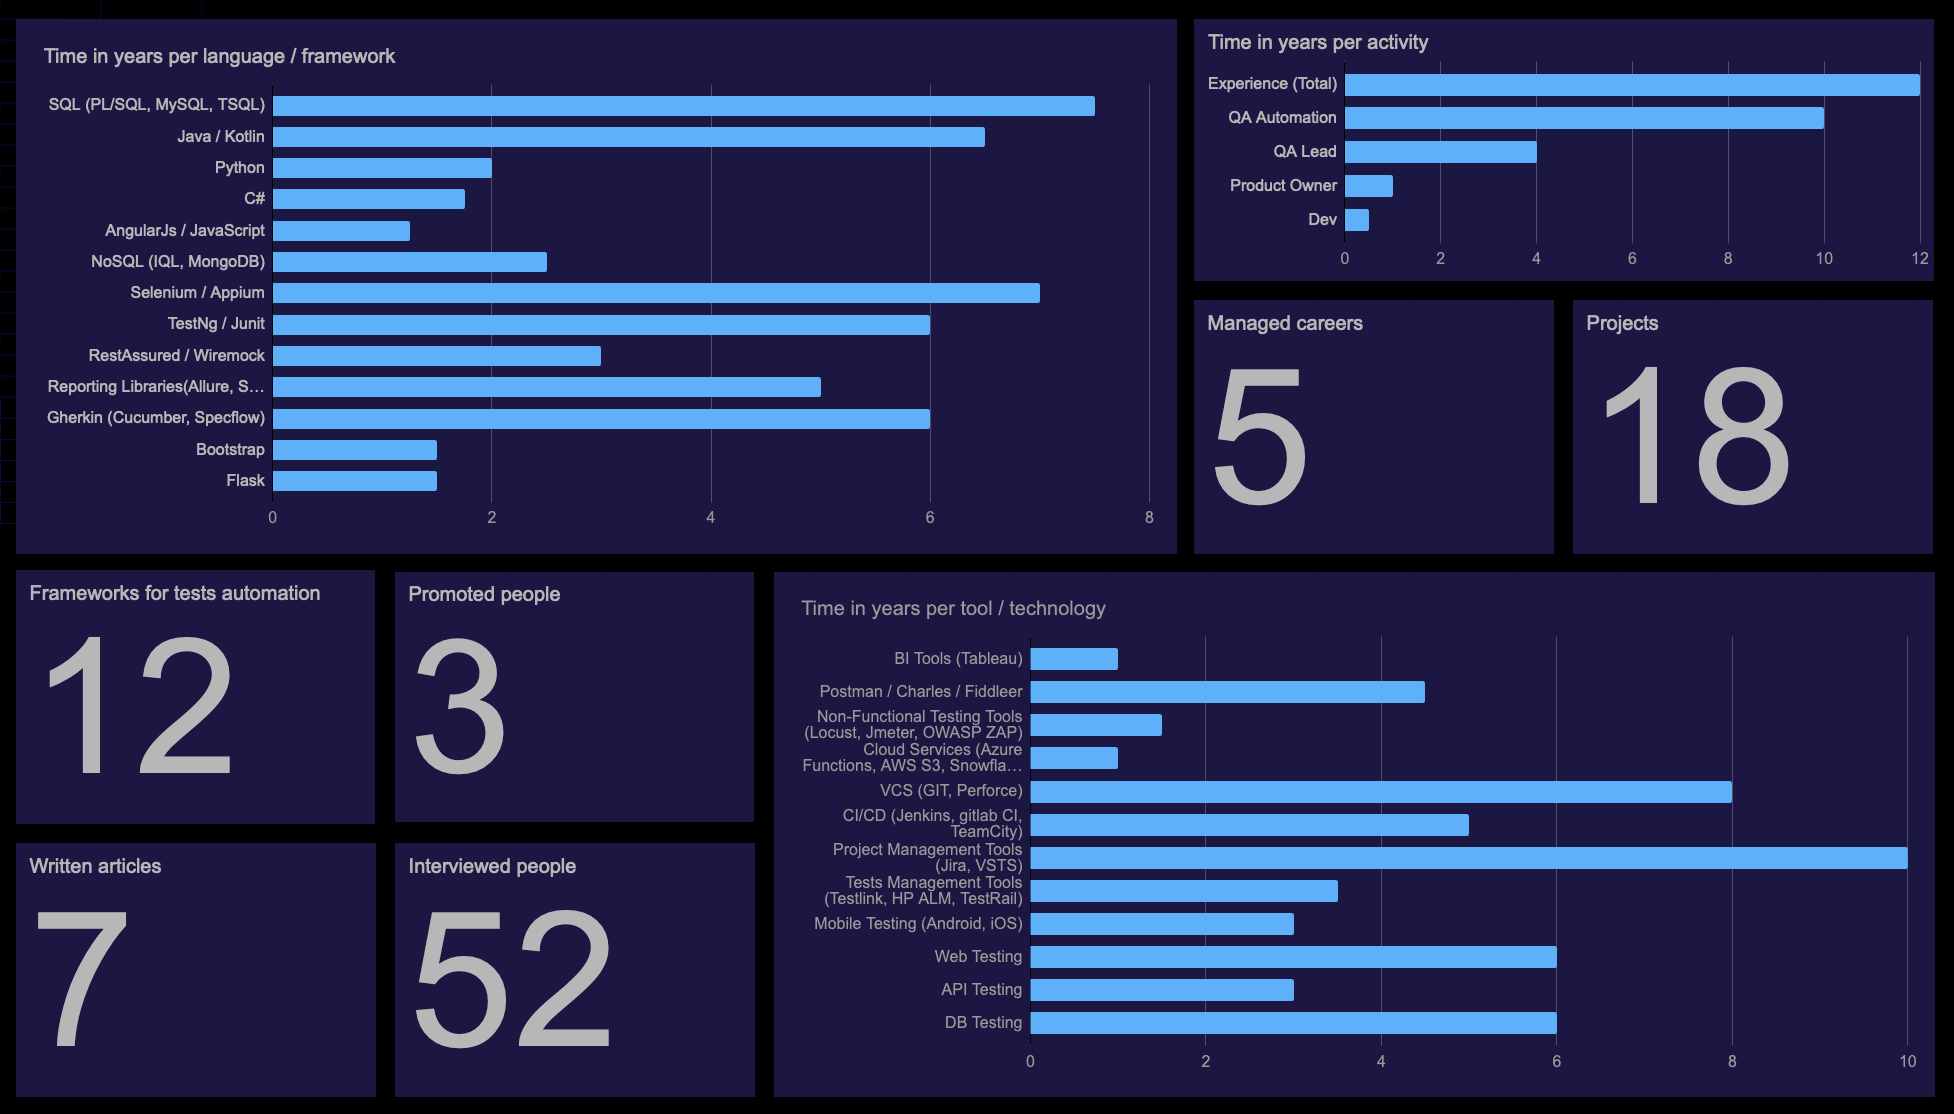 Time in years per language / framework
SQL (PL/SQL, MySQL, TSQL)
Java / Kotlin
Python
C#
AngularJs / JavaScript
NoSQL (IQL, MongoDB)
Selenium / Appium
TestNg / Junit
RestAssured / Wiremock
Reporting Libraries(Allure, S…
Gherkin (Cucumber, Specflow)
Bootstrap
Flask
0 2 4 6 8
Time in years per activity
Experience (Total)
QA Automation
QA Lead
Product Owner
Dev
0 2 4 6 8 10 12
Managed careers
5
Projects
18
Frameworks for tests automation
12
Promoted people
3
Written articles
7
Interviewed people
52
Time in years per tool / technology
BI Tools (Tableau)
Postman / Charles / Fiddleer
Non-Functional Testing Tools
(Locust, Jmeter, OWASP ZAP)
Cloud Services (Azure
Functions, AWS S3, Snowfla…
VCS (GIT, Perforce)
CI/CD (Jenkins, gitlab CI,
TeamCity)
Project Management Tools
(Jira, VSTS)
Tests Management Tools
(Testlink, HP ALM, TestRail)
Mobile Testing (Android, iOS)
Web Testing
API Testing
DB Testing
0 2 4 6 8 10